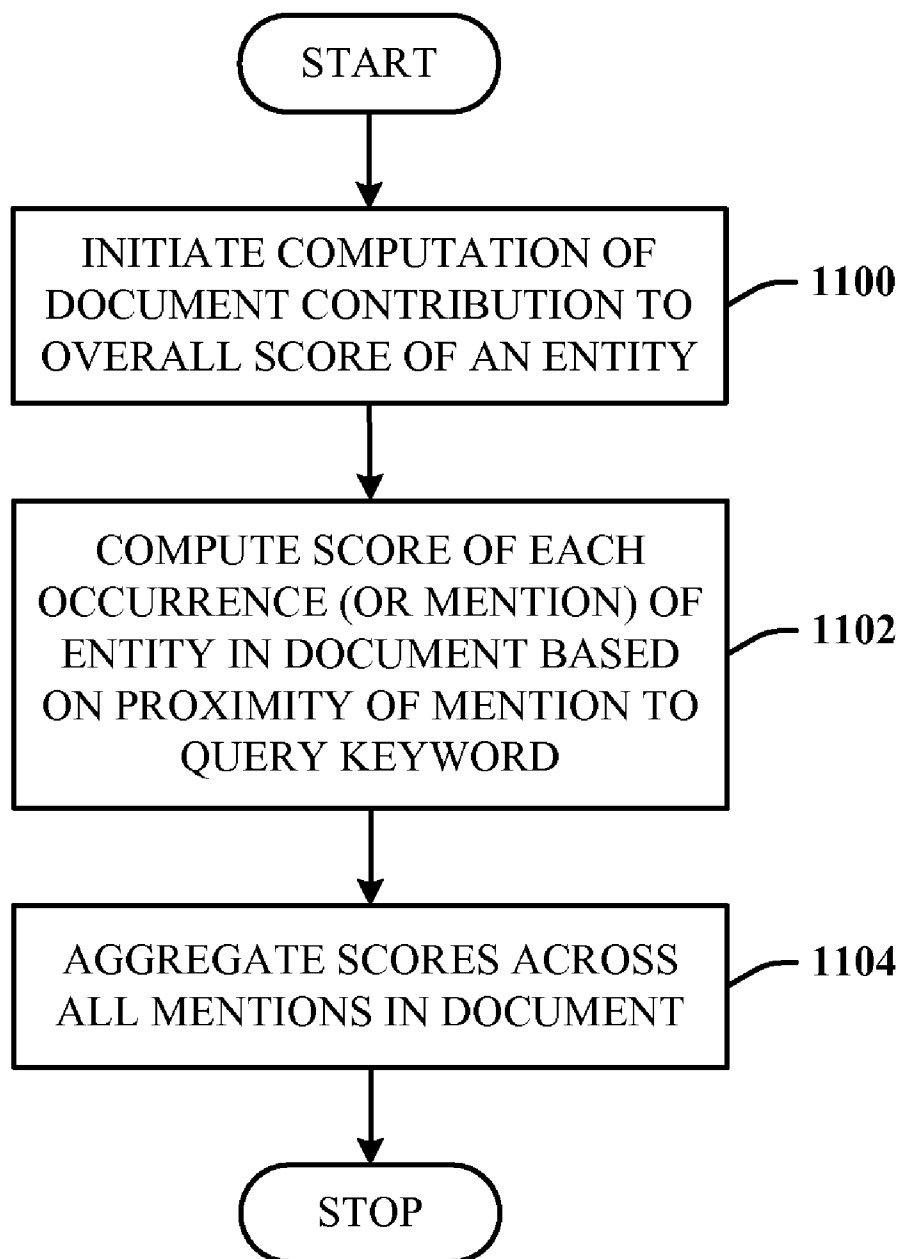 START
INITIATE COMPUTATION OF
DOCUMENT CONTRIBUTION TO
OVERALL SCORE OF AN ENTITY
1100
COMPUTE SCORE OF EACH
OCCURRENCE (OR MENTION) OF
ENTITY IN DOCUMENT BASED
ON PROXIMITY OF MENTION TO
QUERY KEYWORD
1102
AGGREGATE SCORES ACROSS
ALL MENTIONS IN DOCUMENT
1104
STOP